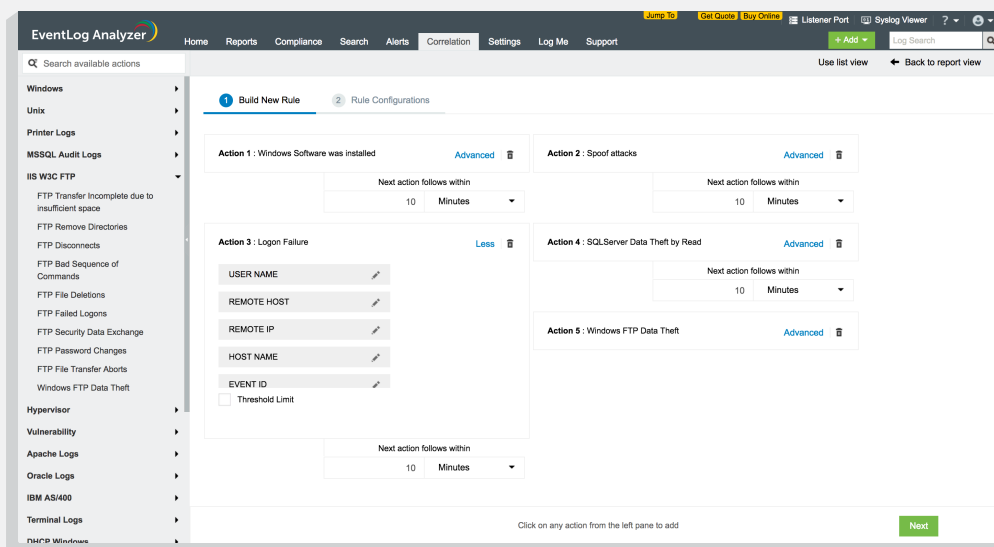 Jump To Get Quote Buy Online Listener Port Syslog Viewer ?
EventLog Analyzer
Home Reports Compliance Search Alerts Correlation Settings Log Me Support + Add Log Search
Search available actions
Use list view Back to report view
Windows
Unix
Printer Logs
MSSQL Audit Logs
IIS W3C FTP
FTP Transfer Incomplete due to
insufficient space
FTP Remove Directories
FTP Disconnects
FTP Bad Sequence of
Commands
FTP File Deletions
FTP Failed Logons
FTP Security Data Exchange
FTP Password Changes
FTP File Transfer Aborts
Windows FTP Data Theft
Hypervisor
Vulnerability
Apache Logs
Oracle Logs
IBM AS/400
Terminal Logs
DHCP Windows
1 Build New Rule 2 Rule Configurations
Action 1 : Windows Software was installed Advanced
Next action follows within
10 Minutes
Action 2 : Spoof attacks Advanced
Next action follows within
10 Minutes
Action 3 : Logon Failure Less
USER NAME
REMOTE HOST
REMOTE IP
HOST NAME
EVENT ID
Threshold Limit
Next action follows within
10 Minutes
Action 4 : SQLServer Data Theft by Read Advanced
Next action follows within
10 Minutes
Action 5 : Windows FTP Data Theft Advanced
Click on any action from the left pane to add
Next